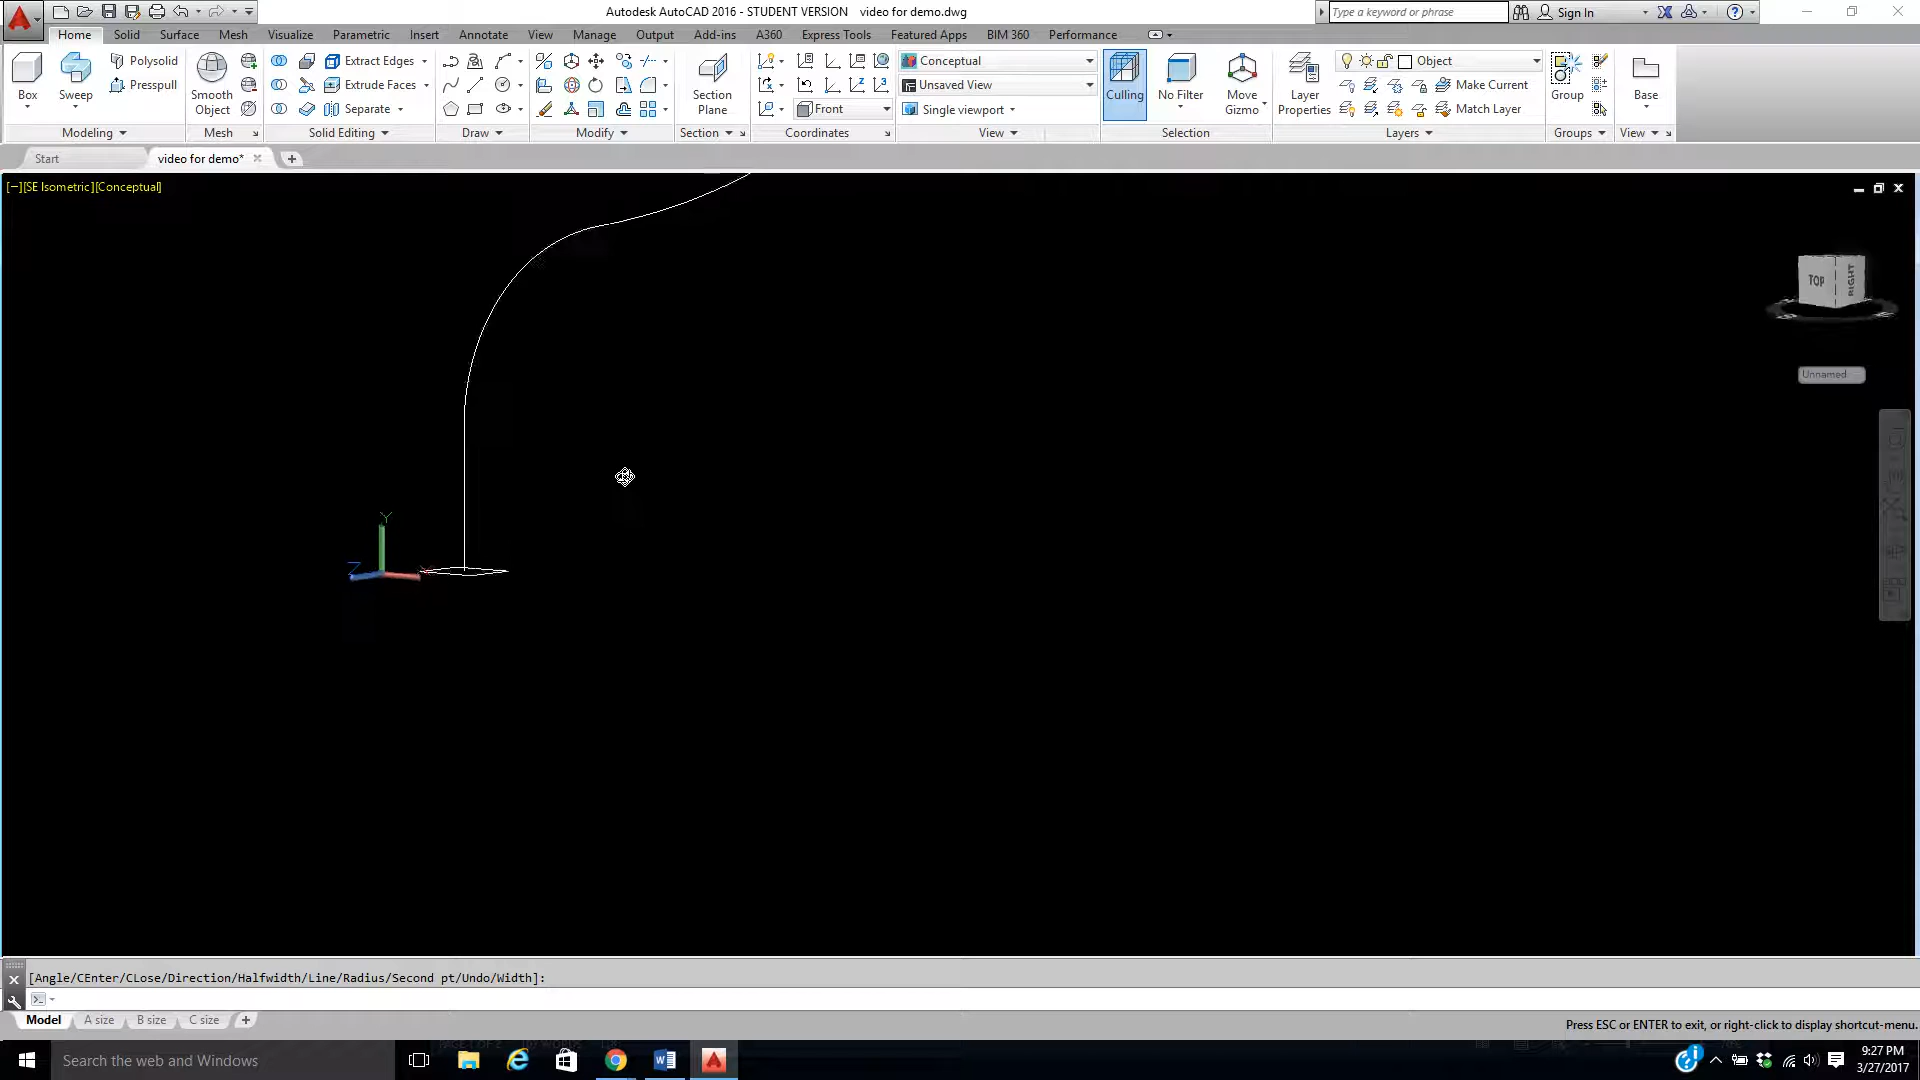 Autodesk AutoCAD 2016 - STUDENT VERSION video for demo.dwg
Type a keyword or phrase
Sign In
Home Solid Surface Mesh Visualize Parametric Insert Annotate View Manage Output Add-ins A360 Express Tools Featured Apps BIM 360 Performance
Box
Sweep
Polysolid
Presspull
Modeling
Smooth Object
Mesh
Extract Edges
Extrude Faces
Separate
Solid Editing
Draw
Modify
Section Plane
Section
Front
Coordinates
Conceptual
Unsaved View
Single viewport
View
Culling
No Filter
Move Gizmo
Selection
Layer Properties
Object
Make Current
Match Layer
Layers
Group
Groups
Base
View
Start
video for demo*
[−][SE Isometric][Conceptual]
TOP
RIGHT
Unnamed
Y
Z
X
[Angle/CEnter/CLose/Direction/Halfwidth/Line/Radius/Second pt/Undo/Width]:
Model A size B size C size
Press ESC or ENTER to exit, or right-click to display shortcut-menu.
Search the web and Windows
9:27 PM
3/27/2017